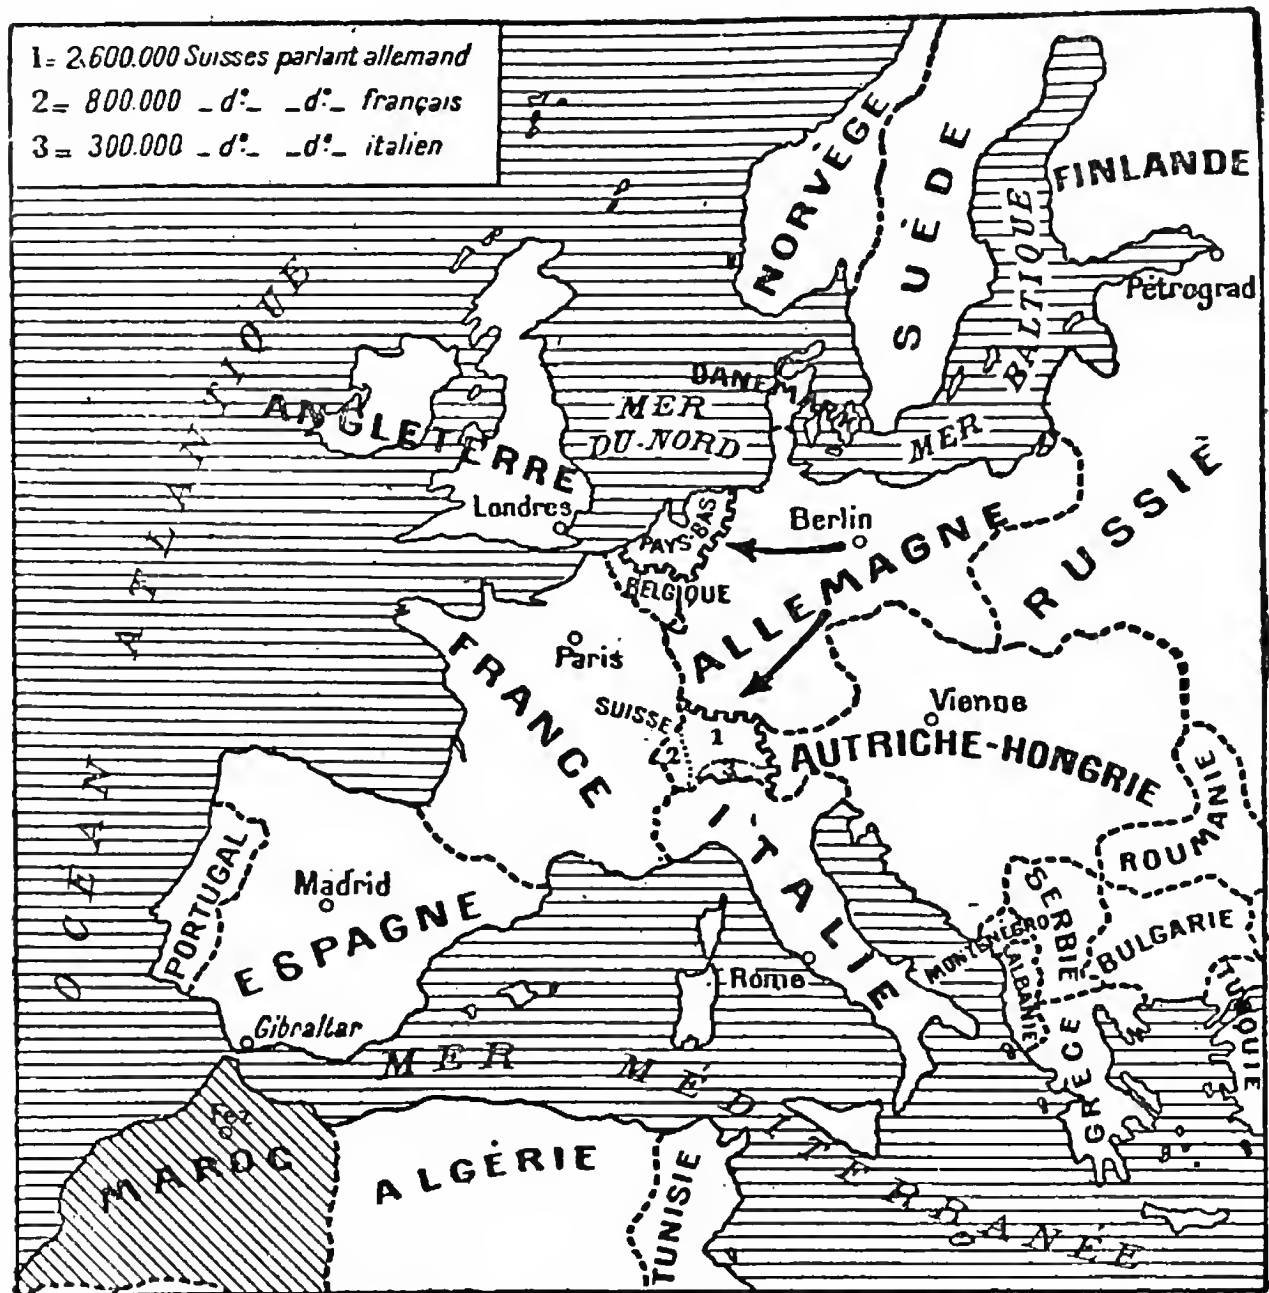 1= 2.600.000 Suisses parlant allemand
2= 800.000 _d°_ _d°_ français
3= 300.000 _d°_ _d°_ italien
NORVÈGE
SUÈDE
FINLANDE
MER BALTIQUE
Pétrograd
OCÉAN ATLANTIQUE
ANGLETERRE
Londres
MER
DU-NORD
DANEMARK
PAYS-BAS
Berlin
ALLEMAGNE
RUSSIE
BELGIQUE
FRANCE
Paris
SUISSE
1
2
3
Vienne
AUTRICHE-HONGRIE
ROUMANIE
ITALIE
Rome
SERBIE
MONTÉNÉGRO
ALBANIE
BULGARIE
TURQUIE
GRÈCE
PORTUGAL
Madrid
ESPAGNE
Gibraltar
MER MÉDITERRANÉE
Fez
MAROC
ALGÉRIE
TUNISIE